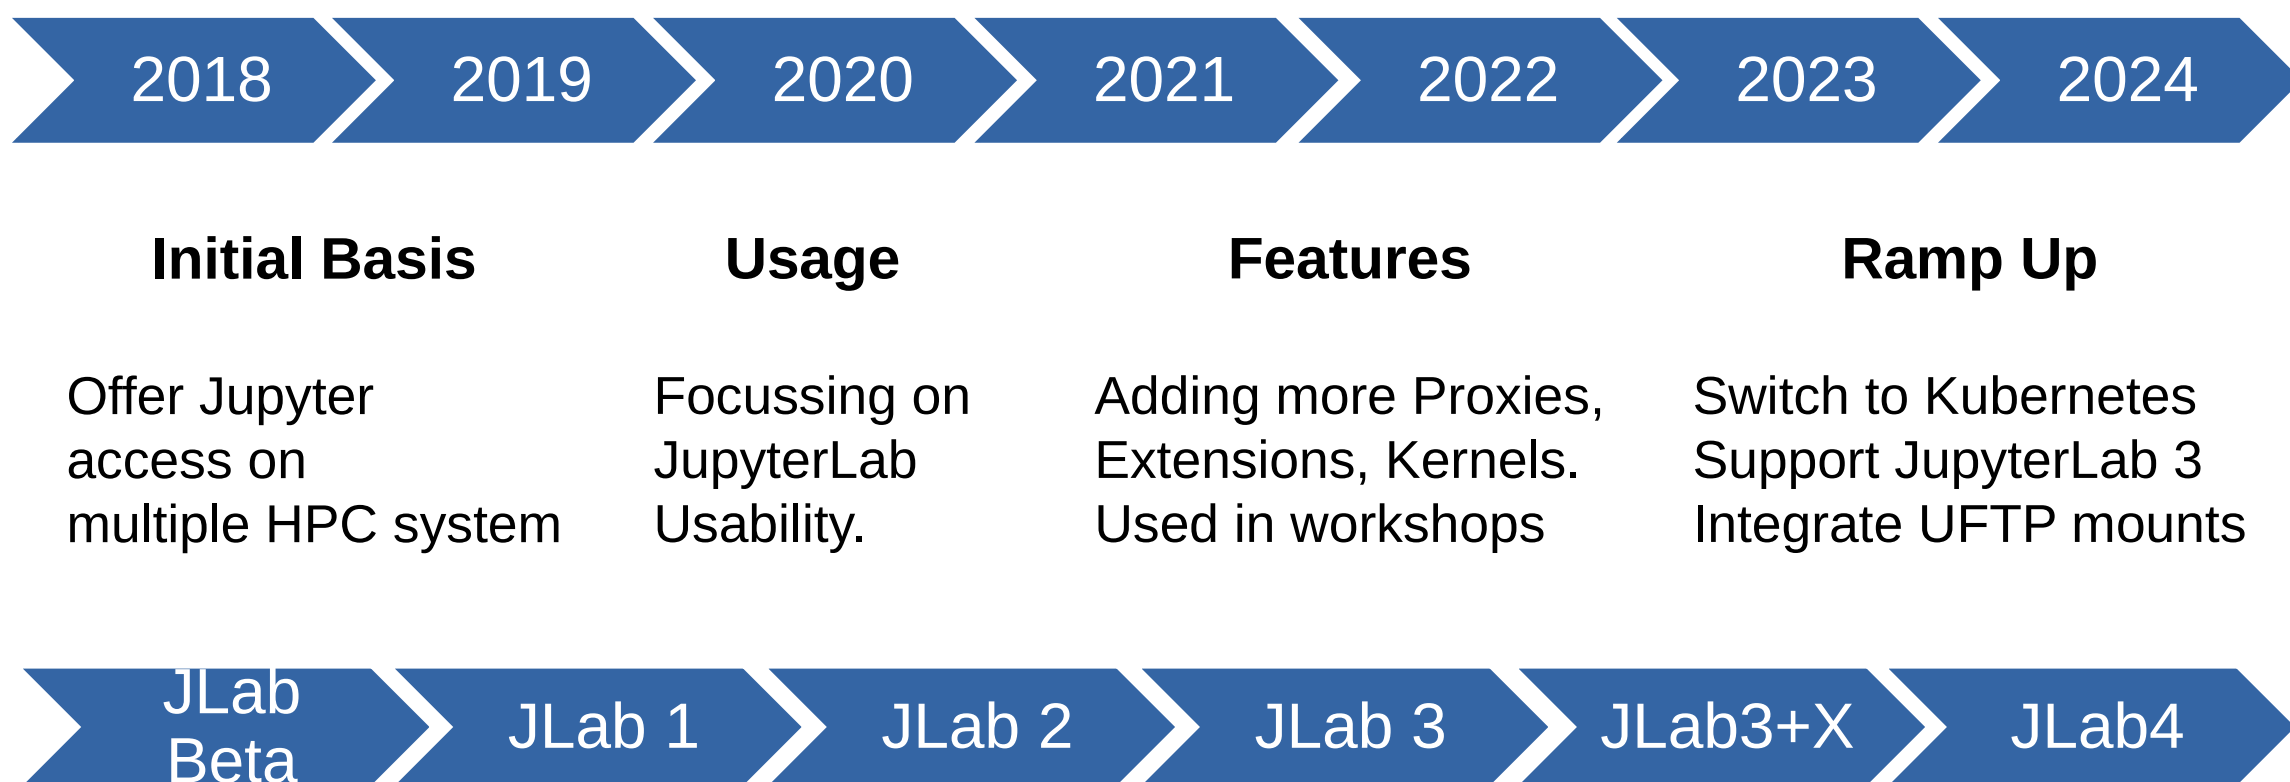 2018 2019 2020 2021 2022 2023 2024
Initial Basis
Offer Jupyter
access on
multiple HPC system
Usage
Focussing on
JupyterLab
Usability.
Features
Adding more Proxies,
Extensions, Kernels.
Used in workshops
Ramp Up
Switch to Kubernetes
Support JupyterLab 3
Integrate UFTP mounts
JLab
Beta
JLab 1
JLab 2
JLab 3
JLab3+X
JLab4